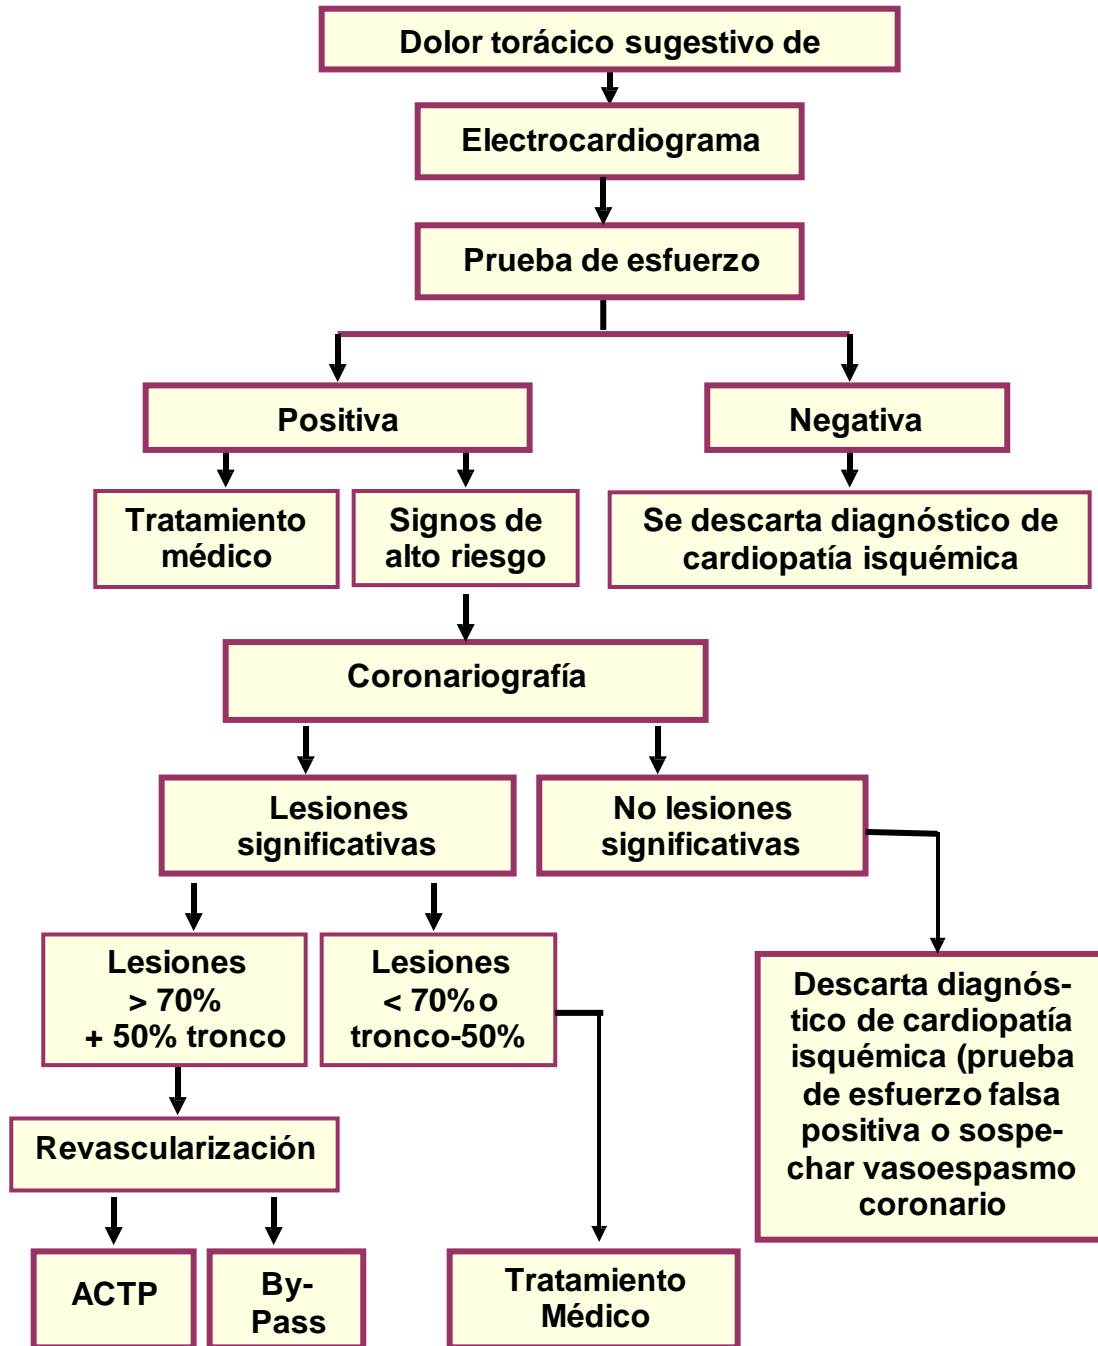 Dolor torácico sugestivo de
Electrocardiograma
Prueba de esfuerzo
Positiva
Negativa
Tratamiento
médico
Signos de
alto riesgo
Se descarta diagnóstico de
cardiopatía isquémica
Coronariografía
Lesiones
significativas
No lesiones
significativas
Lesiones
> 70%
+ 50% tronco
Lesiones
< 70% o
tronco-50%
Descarta diagnós-
tico de cardiopatía
isquémica (prueba
de esfuerzo falsa
positiva o sospe-
char vasoespasmo
coronario
Revascularización
ACTP
By-
Pass
Tratamiento
Médico